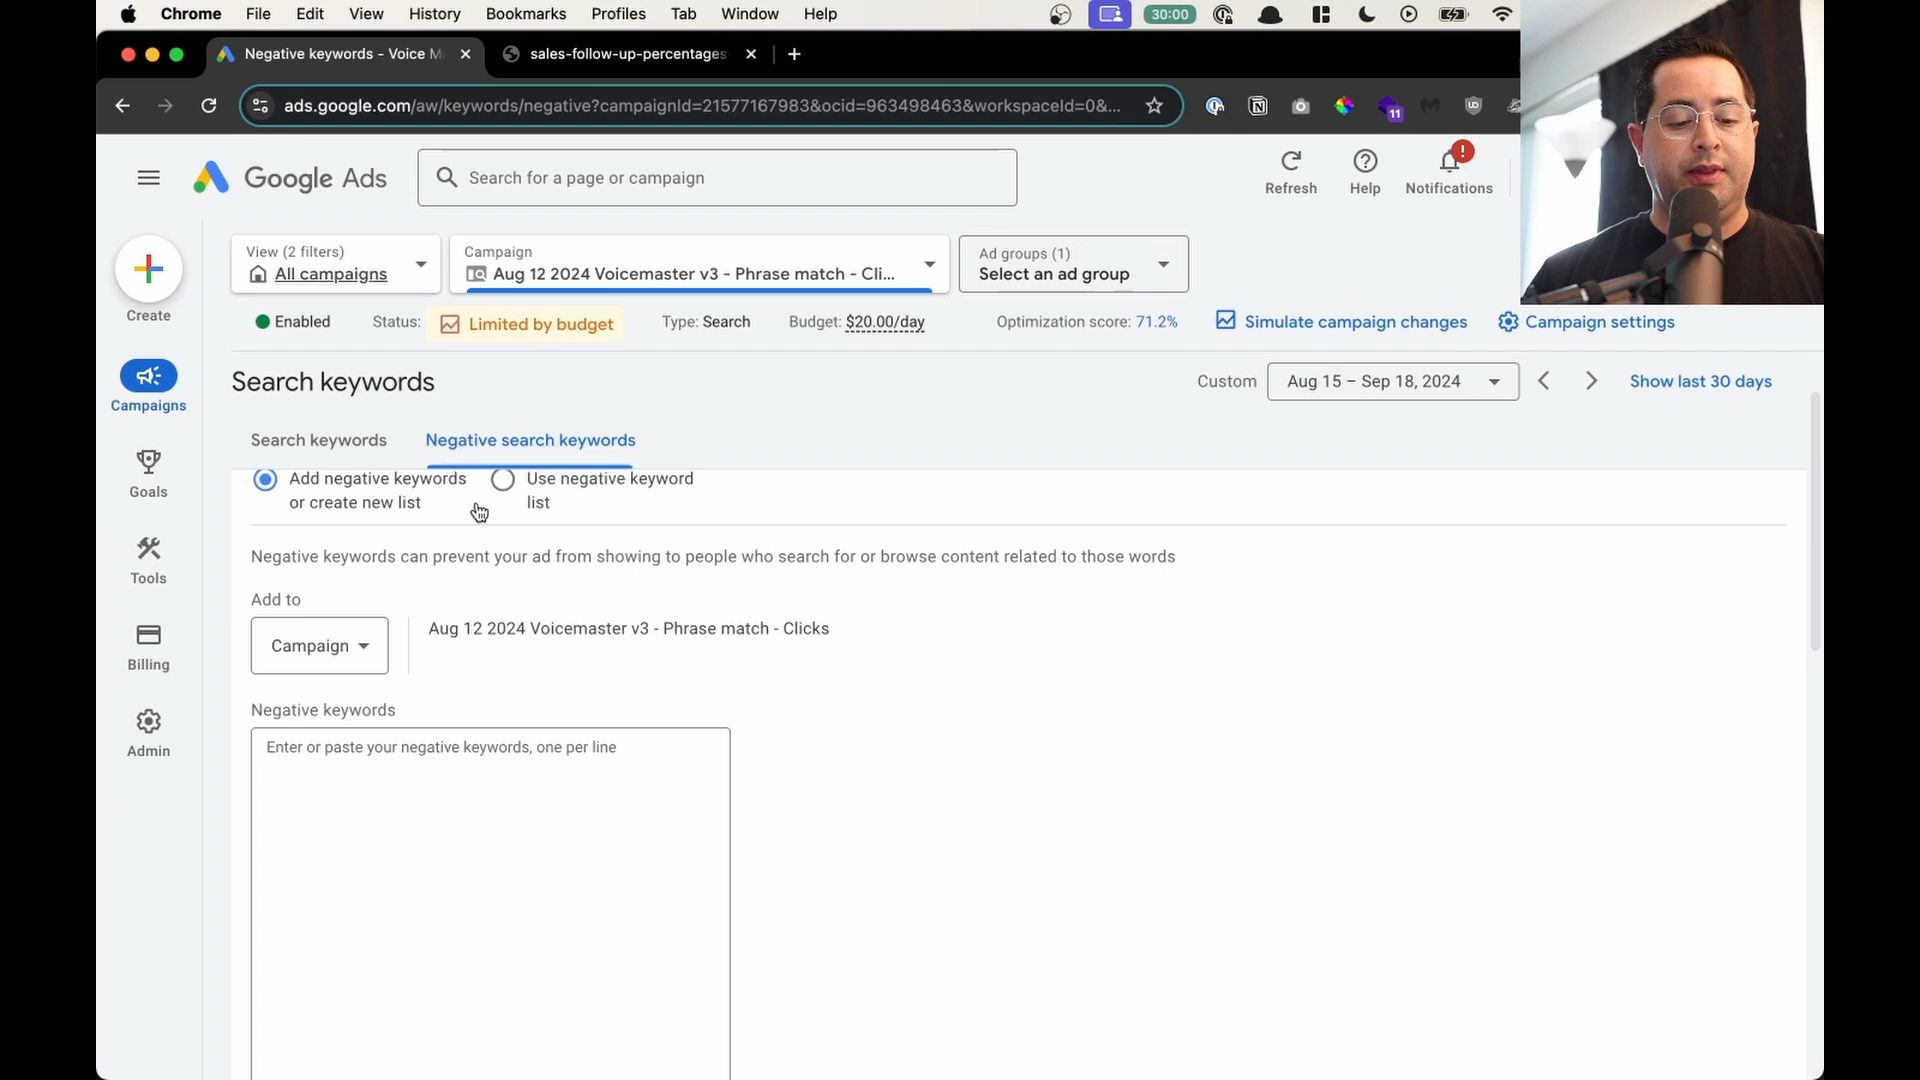 Chrome File Edit View History Bookmarks Profiles Tab Window Help 30:00
Negative keywords - Voice M
sales-follow-up-percentages
ads.google.com/aw/keywords/negative?campaignId=21577167983&ocid=963498463&workspaceId=0&...
11
Google Ads
Search for a page or campaign
Refresh
Help
Notifications
!
Create
Campaigns
Goals
Tools
Billing
Admin
View (2 filters)
All campaigns
Campaign
Aug 12 2024 Voicemaster v3 - Phrase match - Cli...
Ad groups (1)
Select an ad group
Enabled Status: Limited by budget Type: Search Budget: $20.00/day Optimization score: 71.2% Simulate campaign changes Campaign settings
Search keywords
Custom Aug 15 – Sep 18, 2024 Show last 30 days
Search keywords Negative search keywords
Add negative keywords
or create new list
Use negative keyword
list
Negative keywords can prevent your ad from showing to people who search for or browse content related to those words
Add to
Campaign
Aug 12 2024 Voicemaster v3 - Phrase match - Clicks
Negative keywords
Enter or paste your negative keywords, one per line